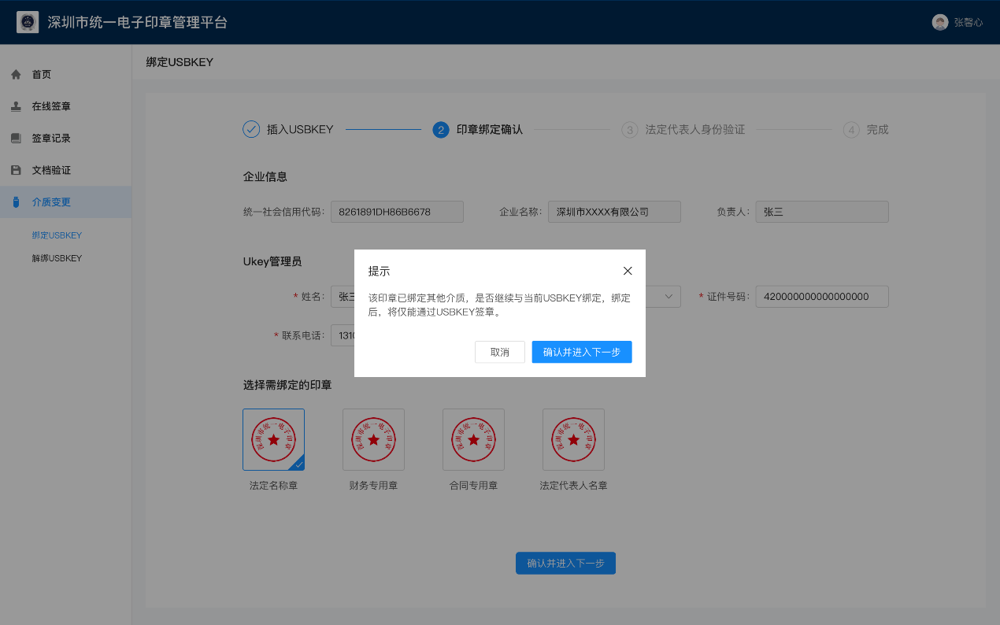 深圳市统一电子印章管理平台
张馨心
首页
在线签章
签章记录
文档验证
介质变更
绑定USBKEY
解绑USBKEY
绑定USBKEY
插入USBKEY
2 印章绑定确认
3 法定代表人身份验证
4 完成
企业信息
统一社会信用代码: 8261891DH86B6678
企业名称: 深圳市XXXX有限公司
负责人: 张三
Ukey管理员
* 姓名: 张三
* 证件号码: 420000000000000000
* 联系电话: 1310
提示
该印章已绑定其他介质，是否继续与当前USBKEY绑定，绑定
后，将仅能通过USBKEY签章。
取消
确认并进入下一步
选择需绑定的印章
深圳市统一电子印章
深圳市统一电子印章
深圳市统一电子印章
深圳市统一电子印章
法定名称章
财务专用章
合同专用章
法定代表人名章
确认并进入下一步